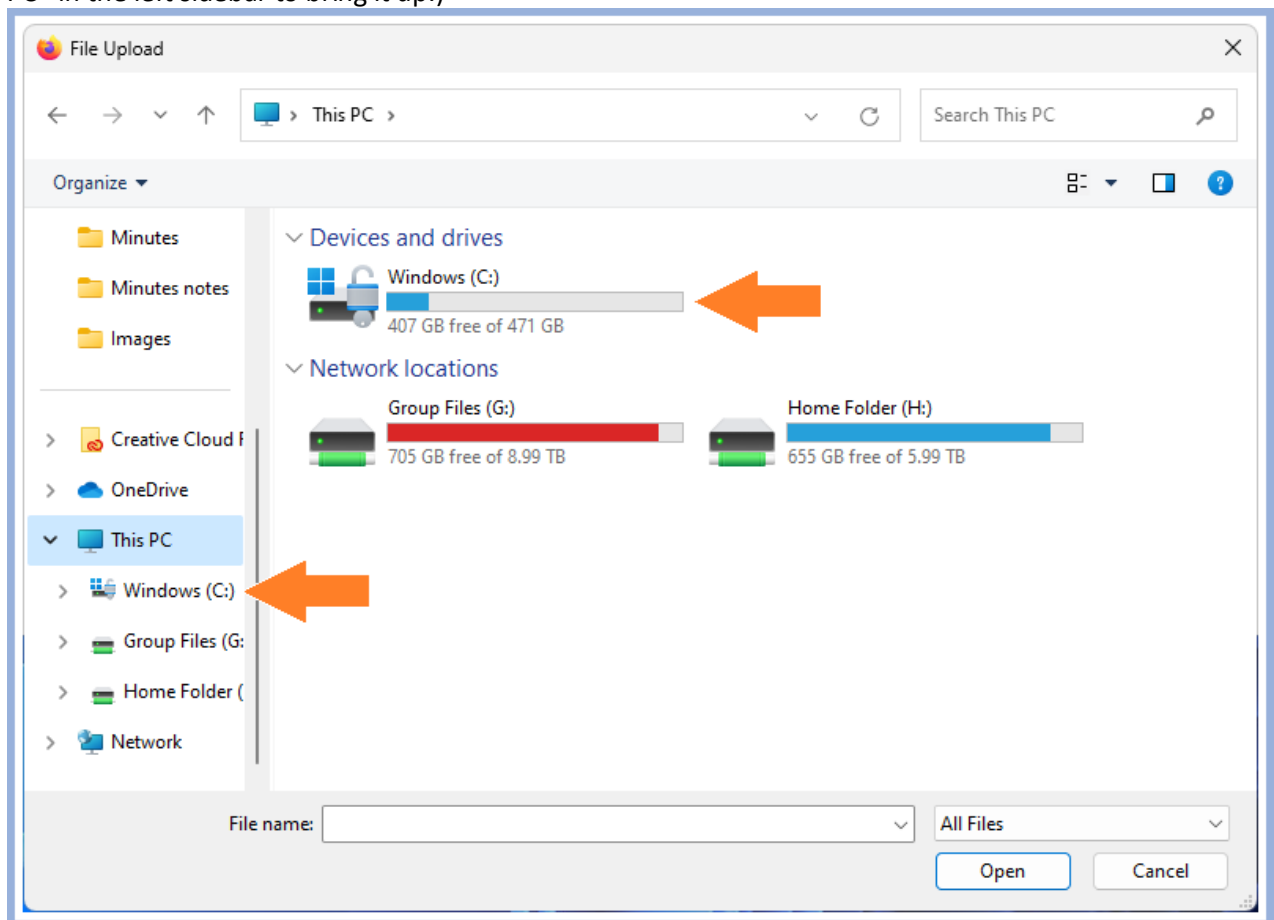 File Upload
This PC
Search This PC
Organize
Minutes
Minutes notes
Images
Creative Cloud F
OneDrive
This PC
Windows (C:)
Group Files (G:
Home Folder (
Network
Devices and drives
Windows (C:)
407 GB free of 471 GB
Network locations
Group Files (G:)
705 GB free of 8.99 TB
Home Folder (H:)
655 GB free of 5.99 TB
File name:
All Files
Open
Cancel